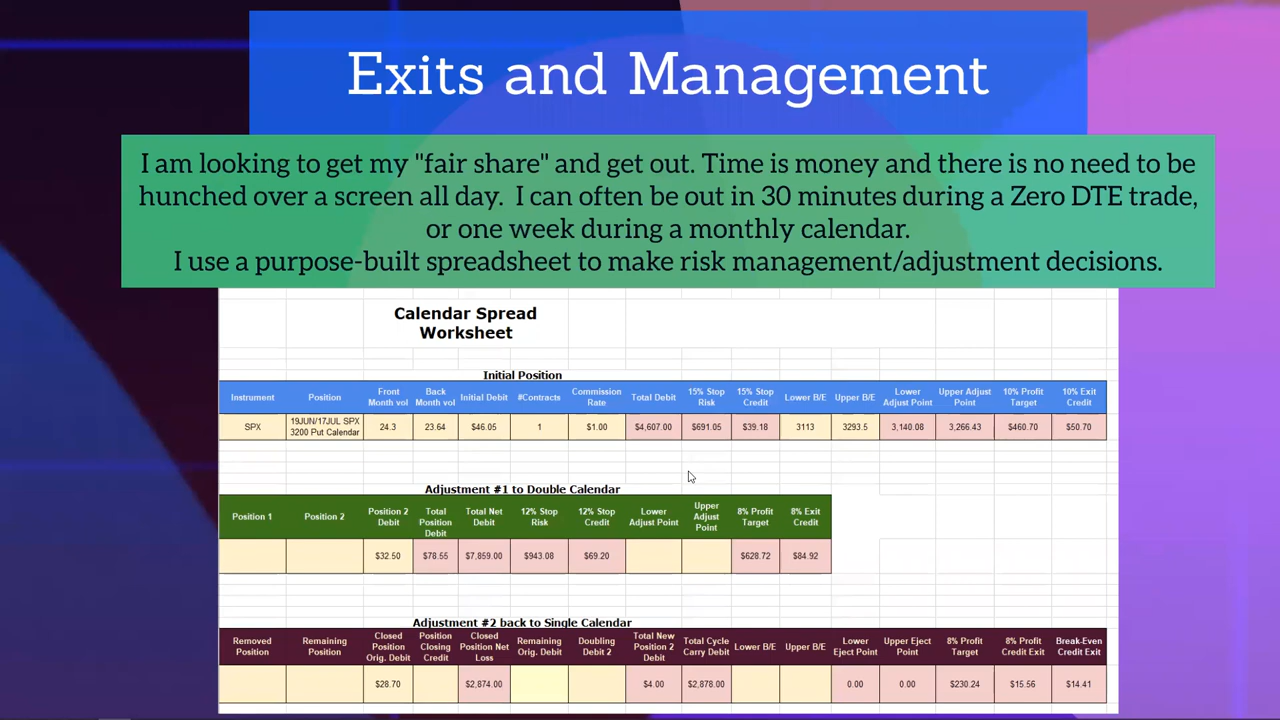 Exits and Management
I am looking to get my "fair share" and get out. Time is money and there is no need to be
hunched over a screen all day.  I can often be out in 30 minutes during a Zero DTE trade,
or one week during a monthly calendar.
I use a purpose-built spreadsheet to make risk management/adjustment decisions.
Calendar Spread
Worksheet
Initial Position
Instrument Position Front Month vol Back Month vol Initial Debit #Contracts Commission Rate Total Debit 15% Stop Risk 15% Stop Credit Lower B/E Upper B/E Lower Adjust Point Upper Adjust Point 10% Profit Target 10% Exit Credit
SPX 19JUN/17JUL SPX 3200 Put Calendar 24.3 23.64 $46.05 1 $1.00 $4,607.00 $691.05 $39.18 3113 3293.5 3,140.08 3,266.43 $460.70 $50.70
Adjustment #1 to Double Calendar
Position 1 Position 2 Position 2 Debit Total Position Debit Total Net Debit 12% Stop Risk 12% Stop Credit Lower Adjust Point Upper Adjust Point 8% Profit Target 8% Exit Credit
$32.50 $78.55 $7,859.00 $943.08 $69.20 $628.72 $84.92
Adjustment #2 back to Single Calendar
Removed Position Remaining Position Closed Position Orig. Debit Position Closing Credit Closed Position Net Loss Remaining Orig. Debit Doubling Debit 2 Total New Position 2 Debit Total Cycle Carry Debit Lower B/E Upper B/E Lower Eject Point Upper Eject Point 8% Profit Target 8% Profit Credit Exit Break-Even Credit Exit
$28.70 $2,874.00 $4.00 $2,878.00 0.00 0.00 $230.24 $15.56 $14.41